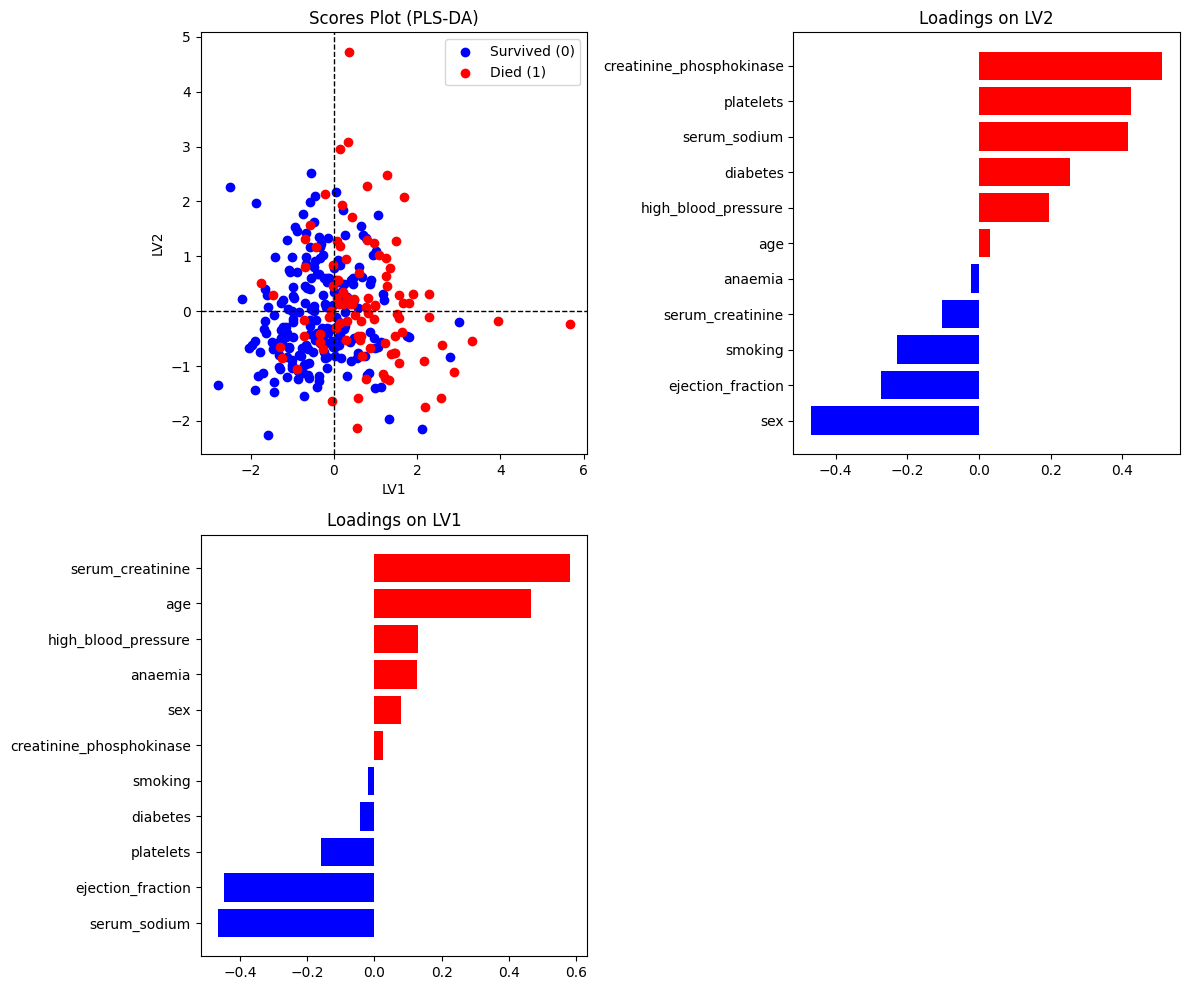 Scores Plot (PLS-DA)
Survived (0)
Died (1)
5
4
3
2
1
0
−1
−2
LV2
−2
0
2
4
6
LV1
Loadings on LV2
creatinine_phosphokinase
platelets
serum_sodium
diabetes
high_blood_pressure
age
anaemia
serum_creatinine
smoking
ejection_fraction
sex
−0.4
−0.2
0.0
0.2
0.4
Loadings on LV1
serum_creatinine
age
high_blood_pressure
anaemia
sex
creatinine_phosphokinase
smoking
diabetes
platelets
ejection_fraction
serum_sodium
−0.4
−0.2
0.0
0.2
0.4
0.6